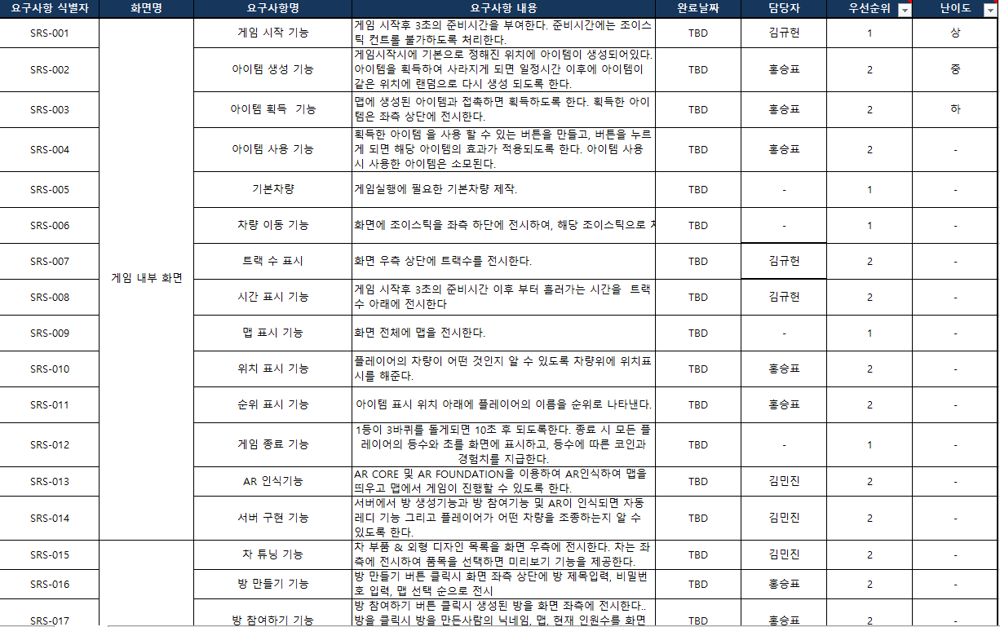 요구사항 식별자 화면명 요구사항명 요구사항 내용 완료날짜 담당자 우선순위 난이도
SRS-001 게임 시작 기능 게임 시작후 3초의 준비시간을 부여한다. 준비시간에는 조이스
틱 컨트롤 불가하도록 처리한다. TBD 김규헌 1 상
SRS-002 아이템 생성 기능 게임시작시에 기본으로 정해진 위치에 아이템이 생성되어있다.
아이템을 획득하여 사라지게 되면 일정시간 이후에 아이템이
같은 위치에 랜덤으로 다시 생성 되도록 한다. TBD 홍승표 2 중
SRS-003 아이템 획득 기능 맵에 생성된 아이템과 접촉하면 획득하도록 한다. 획득한 아이
템은 좌측 상단에 전시한다. TBD 홍승표 2 하
SRS-004 아이템 사용 기능 획득한 아이템 을 사용 할 수 있는 버튼을 만들고, 버튼을 누르
게 되면 해당 아이템의 효과가 적용되도록 한다. 아이템 사용
시 사용한 아이템은 소모된다. TBD 홍승표 2 -
SRS-005 기본차량 게임실행에 필요한 기본차량 제작. TBD - 1 -
SRS-006 차량 이동 기능 화면에 조이스틱을 좌측 하단에 전시하여, 해당 조이스틱으로 TBD - 1 -
SRS-007 트랙 수 표시 화면 우측 상단에 트랙수를 전시한다. TBD 김규헌 2 -
게임 내부 화면
SRS-008 시간 표시 기능 게임 시작후 3초의 준비시간 이후 부터 흘러가는 시간을 트랙
수 아래에 전시한다 TBD 김규헌 2 -
SRS-009 맵 표시 기능 화면 전체에 맵을 전시한다. TBD - 1 -
SRS-010 위치 표시 기능 플레이어의 차량이 어떤 것인지 알 수 있도록 차량위에 위치표
시를 해준다. TBD 홍승표 2 -
SRS-011 순위 표시 기능 아이템 표시 위치 아래에 플레이어의 이름을 순위로 나타낸다. TBD 홍승표 2 -
SRS-012 게임 종료 기능 1등이 3바퀴를 돌게되면 10초 후 되도록한다. 종료 시 모든 플
레이어의 등수와 초를 화면에 표시하고, 등수에 따른 코인과
경험치를 지급한다. TBD - 1 -
SRS-013 AR 인식기능 AR CORE 및 AR FOUNDATION을 이용하여 AR인식하여 맵을
띄우고 맵에서 게임이 진행할 수 있도록 한다. TBD 김민진 2 -
SRS-014 서버 구현 기능 서버에서 방 생성기능과 방 참여기능 및 AR이 인식되면 자동
레디 기능 그리고 플레이어가 어떤 차량을 조종하는지 알 수
있도록 한다. TBD 김민진 2 -
SRS-015 차 튜닝 기능 차 부품 & 외형 디자인 목록을 화면 우측에 전시한다. 차는 좌
측에 전시하여 품목을 선택하면 미리보기 기능을 제공한다. TBD 김민진 2 -
SRS-016 방 만들기 기능 방 만들기 버튼 클릭시 화면 좌측 상단에 방 제목입력, 비밀번
호 입력, 맵 선택 순으로 전시 TBD 홍승표 2 -
SRS-017 방 참여하기 기능 방 참여하기 버튼 클릭시 생성된 방을 화면 좌측에 전시한다..
방을 클릭시 방을 만든사람의 닉네임, 맵, 현재 인원수를 화면 TBD 홍승표 2 -